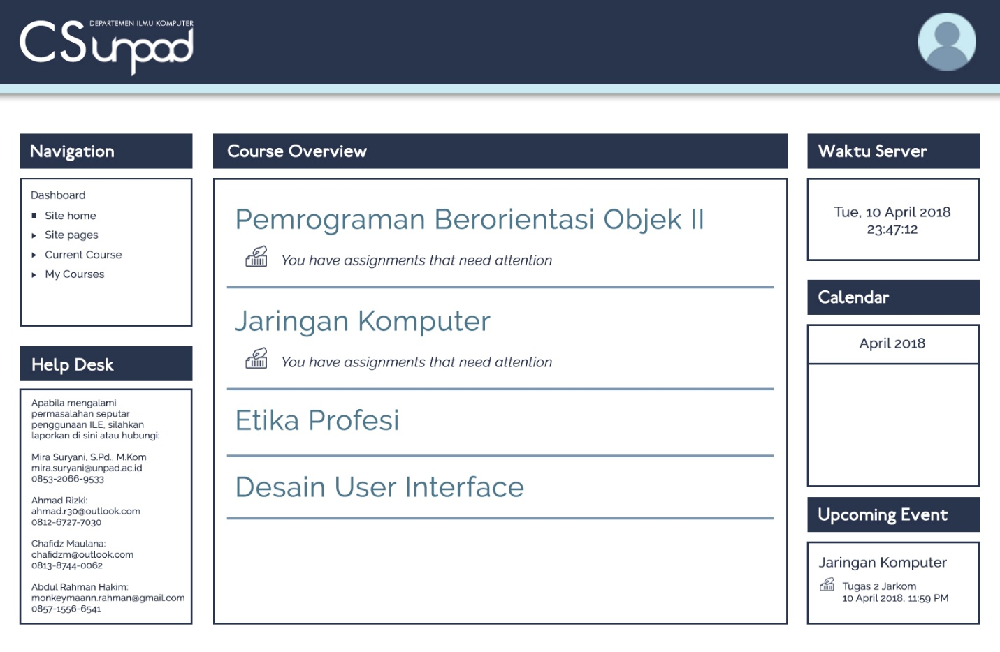 DEPARTEMEN ILMU KOMPUTER
CS unpad
Navigation
Dashboard
Site home
Site pages
Current Course
My Courses
Help Desk
Apabila mengalami
permasalahan seputar
penggunaan ILE, silahkan
laporkan di sini atau hubungi:
Mira Suryani, S.Pd., M.Kom
mira.suryani@unpad.ac.id
0853-2066-9533
Ahmad Rizki:
ahmad.r30@outlook.com
0812-6727-7030
Chafidz Maulana:
chafidzm@outlook.com
0813-8744-0062
Abdul Rahman Hakim:
monkeymaann.rahman@gmail.com
0857-1556-6541
Course Overview
Pemrograman Berorientasi Objek II
You have assignments that need attention
Jaringan Komputer
You have assignments that need attention
Etika Profesi
Desain User Interface
Waktu Server
Tue, 10 April 2018
23:47:12
Calendar
April 2018
Upcoming Event
Jaringan Komputer
Tugas 2 Jarkom
10 April 2018, 11:59 PM